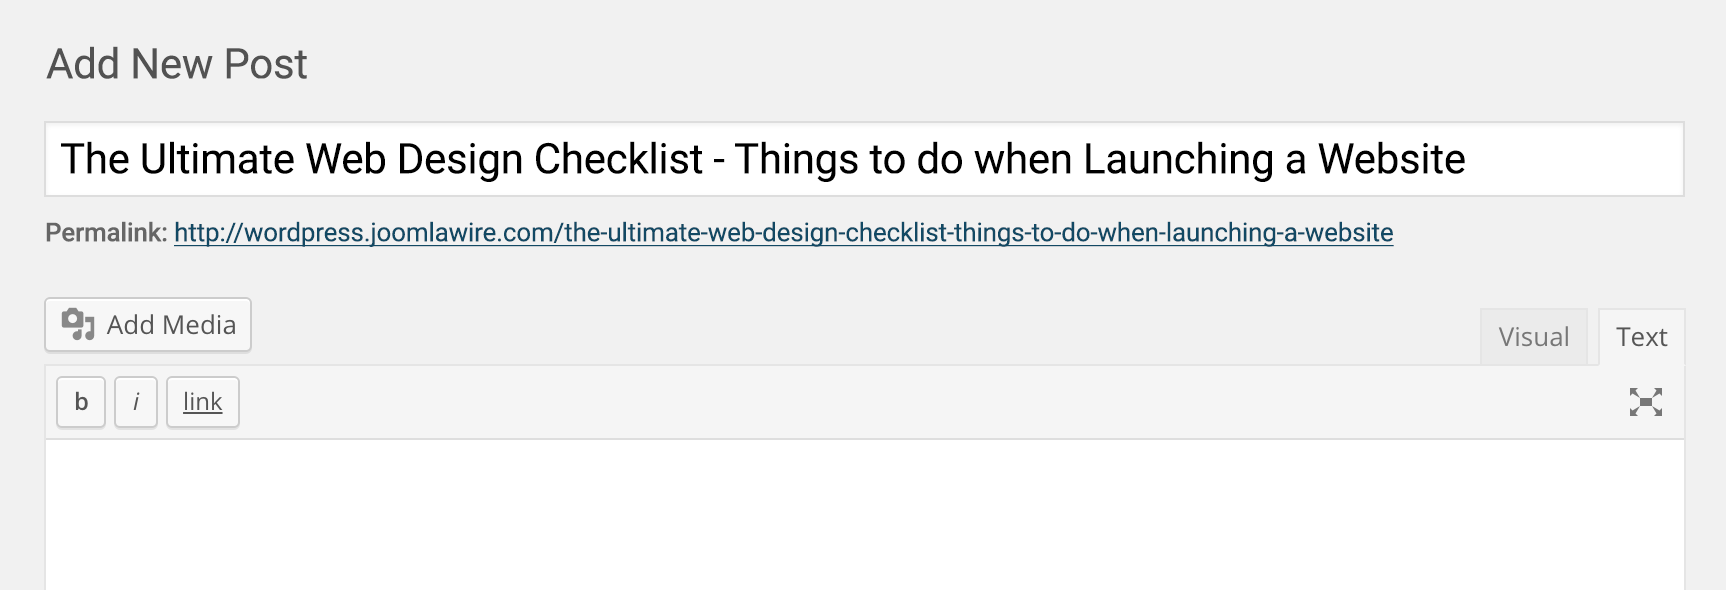 Add New Post
The Ultimate Web Design Checklist - Things to do when Launching a Website
Permalink: http://wordpress.joomlawire.com/the-ultimate-web-design-checklist-things-to-do-when-launching-a-website
Add Media
Visual Text
b i link